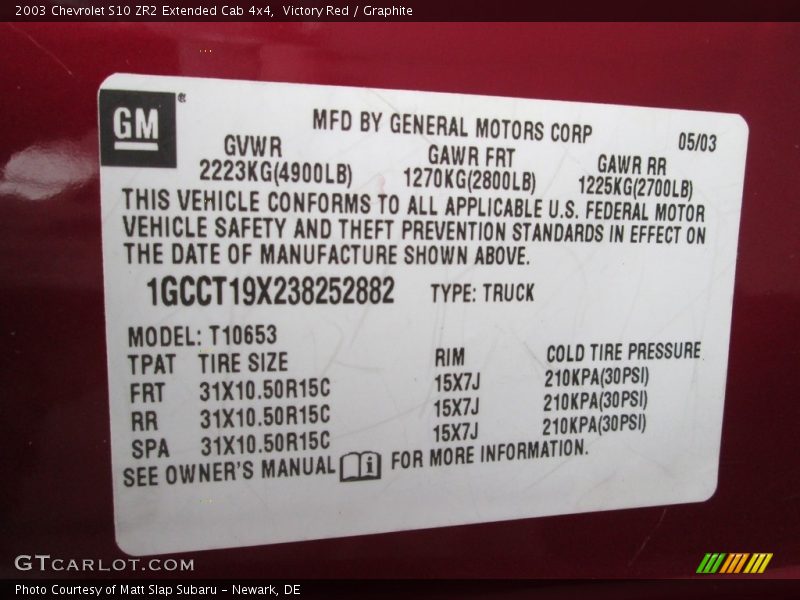 2003 Chevrolet S10 ZR2 Extended Cab 4x4,  Victory Red / Graphite
GM®
MFD BY GENERAL MOTORS CORP 05/03
GVWR GAWR FRT GAWR RR
2223KG(4900LB) 1270KG(2800LB) 1225KG(2700LB)
THIS VEHICLE CONFORMS TO ALL APPLICABLE U.S. FEDERAL MOTOR
VEHICLE SAFETY AND THEFT PREVENTION STANDARDS IN EFFECT ON
THE DATE OF MANUFACTURE SHOWN ABOVE.
1GCCT19X238252882 TYPE: TRUCK
MODEL: T10653
TPAT TIRE SIZE RIM COLD TIRE PRESSURE
FRT 31X10.50R15C 15X7J 210KPA(30PSI)
RR 31X10.50R15C 15X7J 210KPA(30PSI)
SPA 31X10.50R15C 15X7J 210KPA(30PSI)
SEE OWNER'S MANUAL i FOR MORE INFORMATION.
GTCARLOT.COM
Photo Courtesy of Matt Slap Subaru - Newark, DE